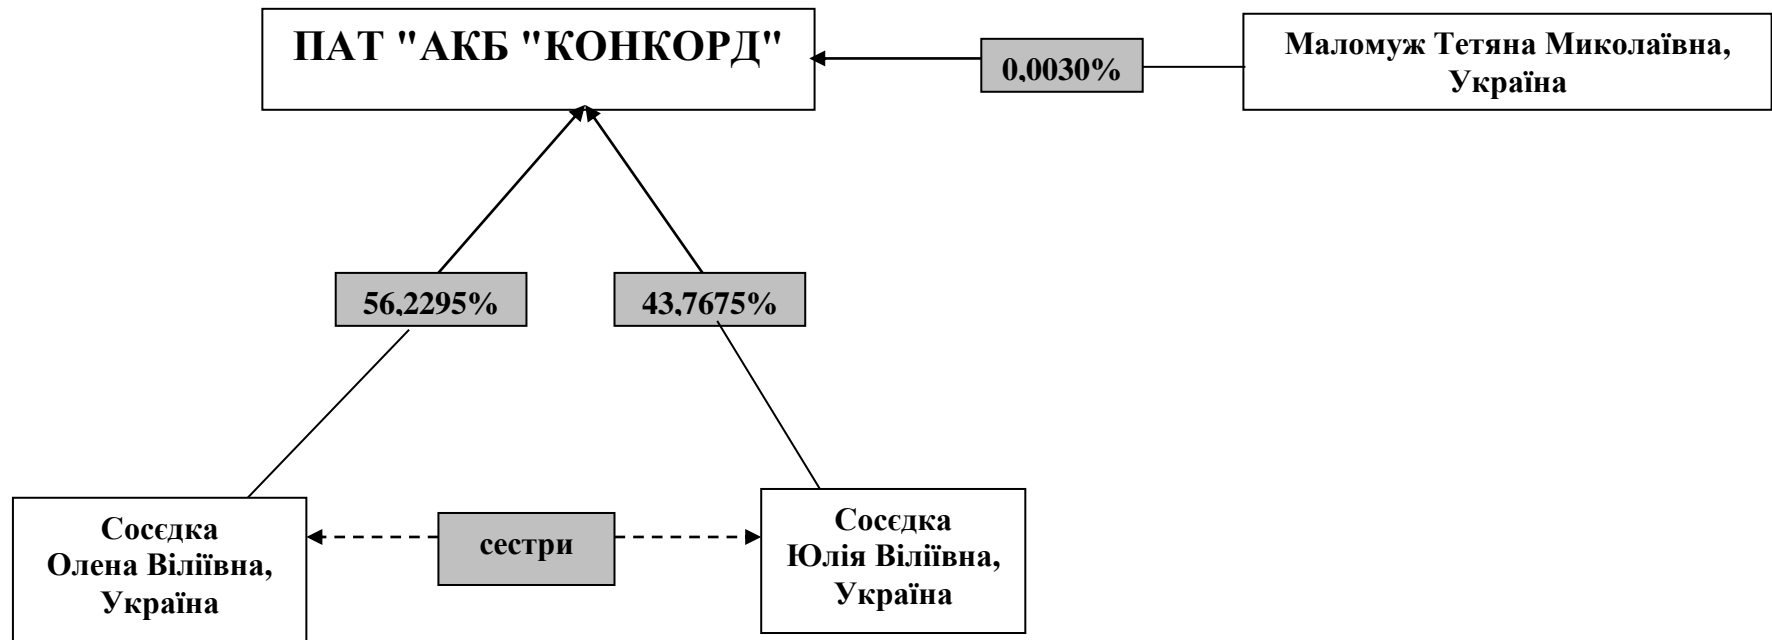 ПАТ "АКБ "КОНКОРД"
0,0030%
Маломуж Тетяна Миколаївна,
Україна
56,2295%
43,7675%
Сосєдка
Олена Віліївна,
Україна
сестри
Сосєдка
Юлія Віліївна,
Україна